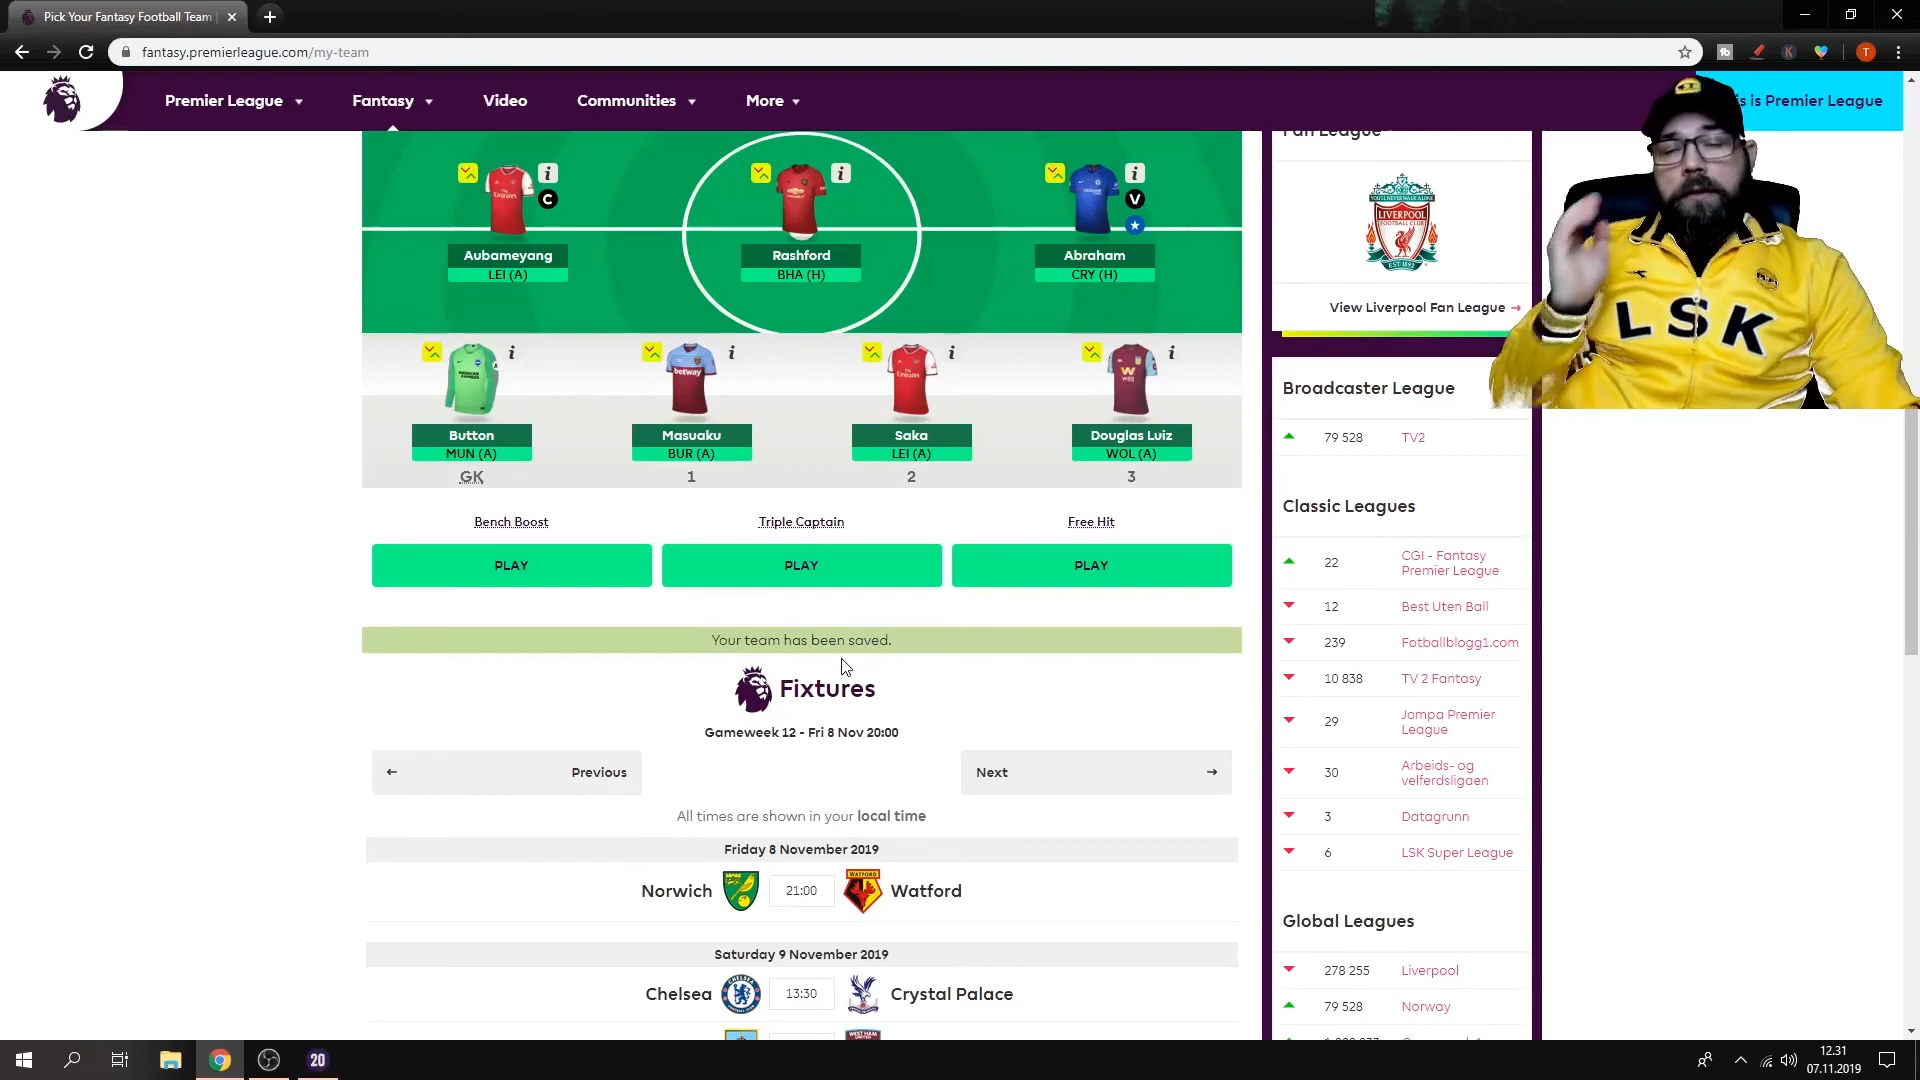 Pick Your Fantasy Football Team |
fantasy.premierleague.com/my-team
T
Premier League
Fantasy
Video
Communities
More
is is Premier League
Fan League
Aubameyang
LEI (A)
C
Rashford
BHA (H)
Abraham
CRY (H)
V
View Liverpool Fan League →
LSK
Button
MUN (A)
GK
Masuaku
BUR (A)
1
Saka
LEI (A)
2
Douglas Luiz
WOL (A)
3
Bench Boost
Triple Captain
Free Hit
PLAY
PLAY
PLAY
Your team has been saved.
Fixtures
Gameweek 12 - Fri 8 Nov 20:00
← Previous
Next →
All times are shown in your local time
Friday 8 November 2019
Norwich 21:00 Watford
Saturday 9 November 2019
Chelsea 13:30 Crystal Palace
Broadcaster League
79 528 TV2
Classic Leagues
22 CGI - Fantasy
Premier League
12 Best Uten Ball
239 Fotballblogg1.com
10 838 TV 2 Fantasy
29 Jompa Premier
League
30 Arbeids- og
velferdsligaen
3 Datagrunn
6 LSK Super League
Global Leagues
278 255 Liverpool
79 528 Norway
20
12.31
07.11.2019